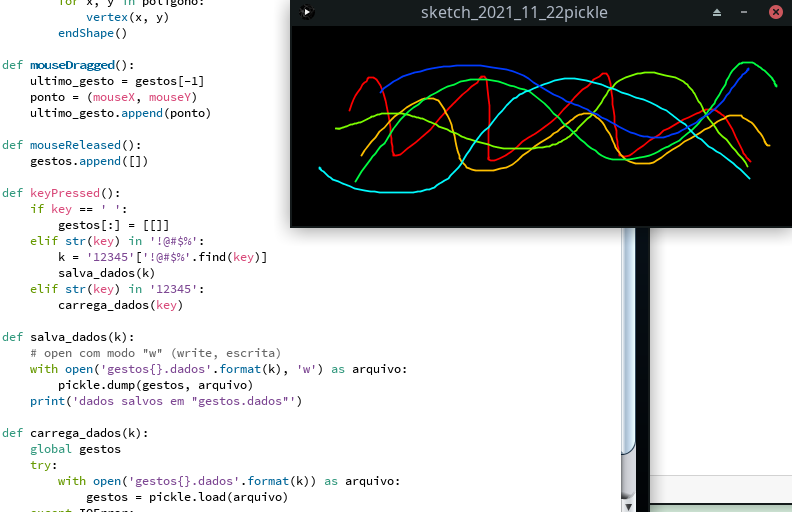 for x, y in poligono:
vertex(x, y)
endShape()
def mouseDragged():
ultimo_gesto = gestos[-1]
ponto = (mouseX, mouseY)
ultimo_gesto.append(ponto)
def mouseReleased():
gestos.append([])
def keyPressed():
if key == ' ':
gestos[:] = [[]]
elif str(key) in '!@#$%':
k = '12345'['!@#$%'.find(key)]
salva_dados(k)
elif str(key) in '12345':
carrega_dados(key)
def salva_dados(k):
# open com modo "w" (write, escrita)
with open('gestos{}.dados'.format(k), 'w') as arquivo:
pickle.dump(gestos, arquivo)
print('dados salvos em "gestos.dados"')
def carrega_dados(k):
global gestos
try:
with open('gestos{}.dados'.format(k)) as arquivo:
gestos = pickle.load(arquivo)
except IOError:
sketch_2021_11_22pickle